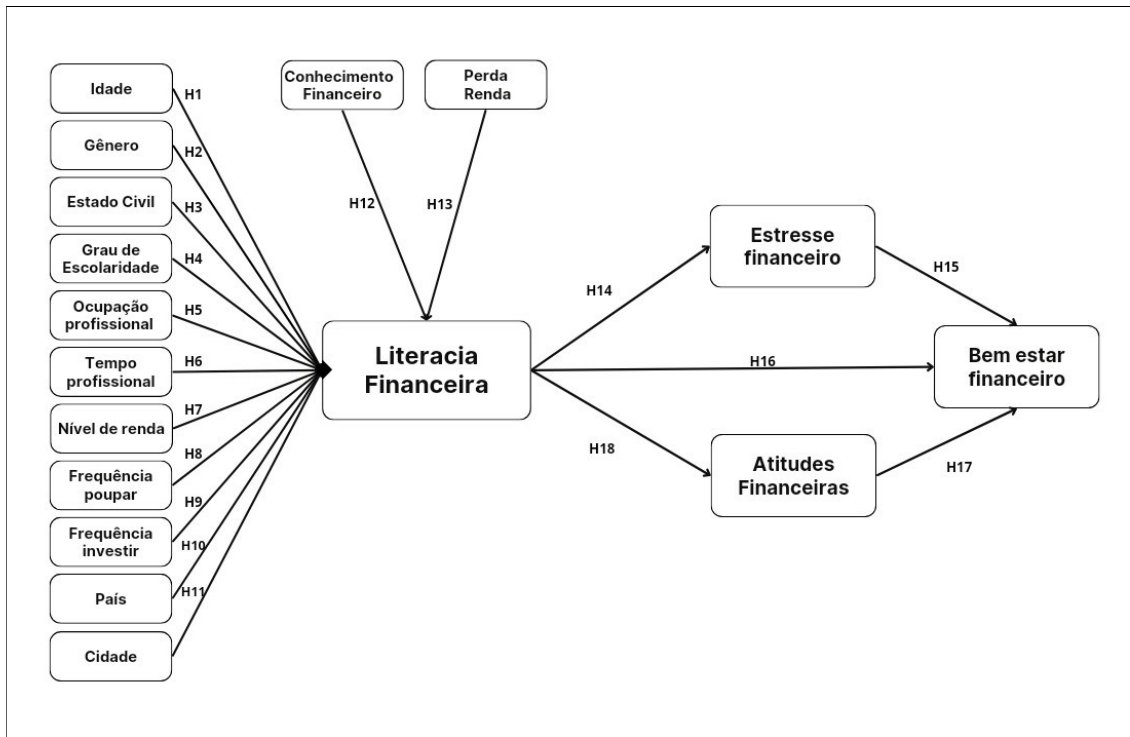 Idade
H1
Gênero
H2
Estado Civil
H3
Grau de
Escolaridade
H4
Ocupação
profissional
H5
Tempo
profissional
H6
Nível de renda
H7
Frequência
poupar
H8
Frequência
investir
H9
País
H10
Cidade
H11
Conhecimento
Financeiro
H12
Perda
Renda
H13
Literacia
Financeira
H14
Estresse
financeiro
H15
H16
Bem estar
financeiro
H18
Atitudes
Financeiras
H17